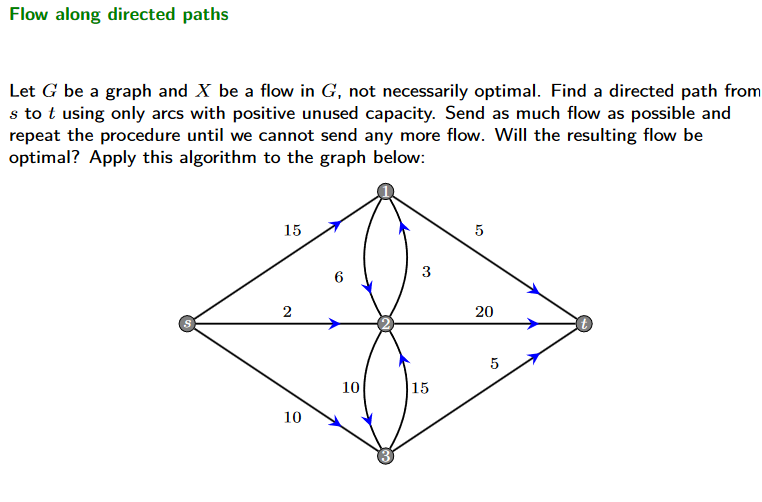 Flow along directed paths
Let G be a graph and X be a flow in G, not necessarily optimal. Find a directed path from
s to t using only arcs with positive unused capacity. Send as much flow as possible and
repeat the procedure until we cannot send any more flow. Will the resulting flow be
optimal? Apply this algorithm to the graph below:
1
15
5
6
3
s
2
2
20
t
5
10
15
10
3